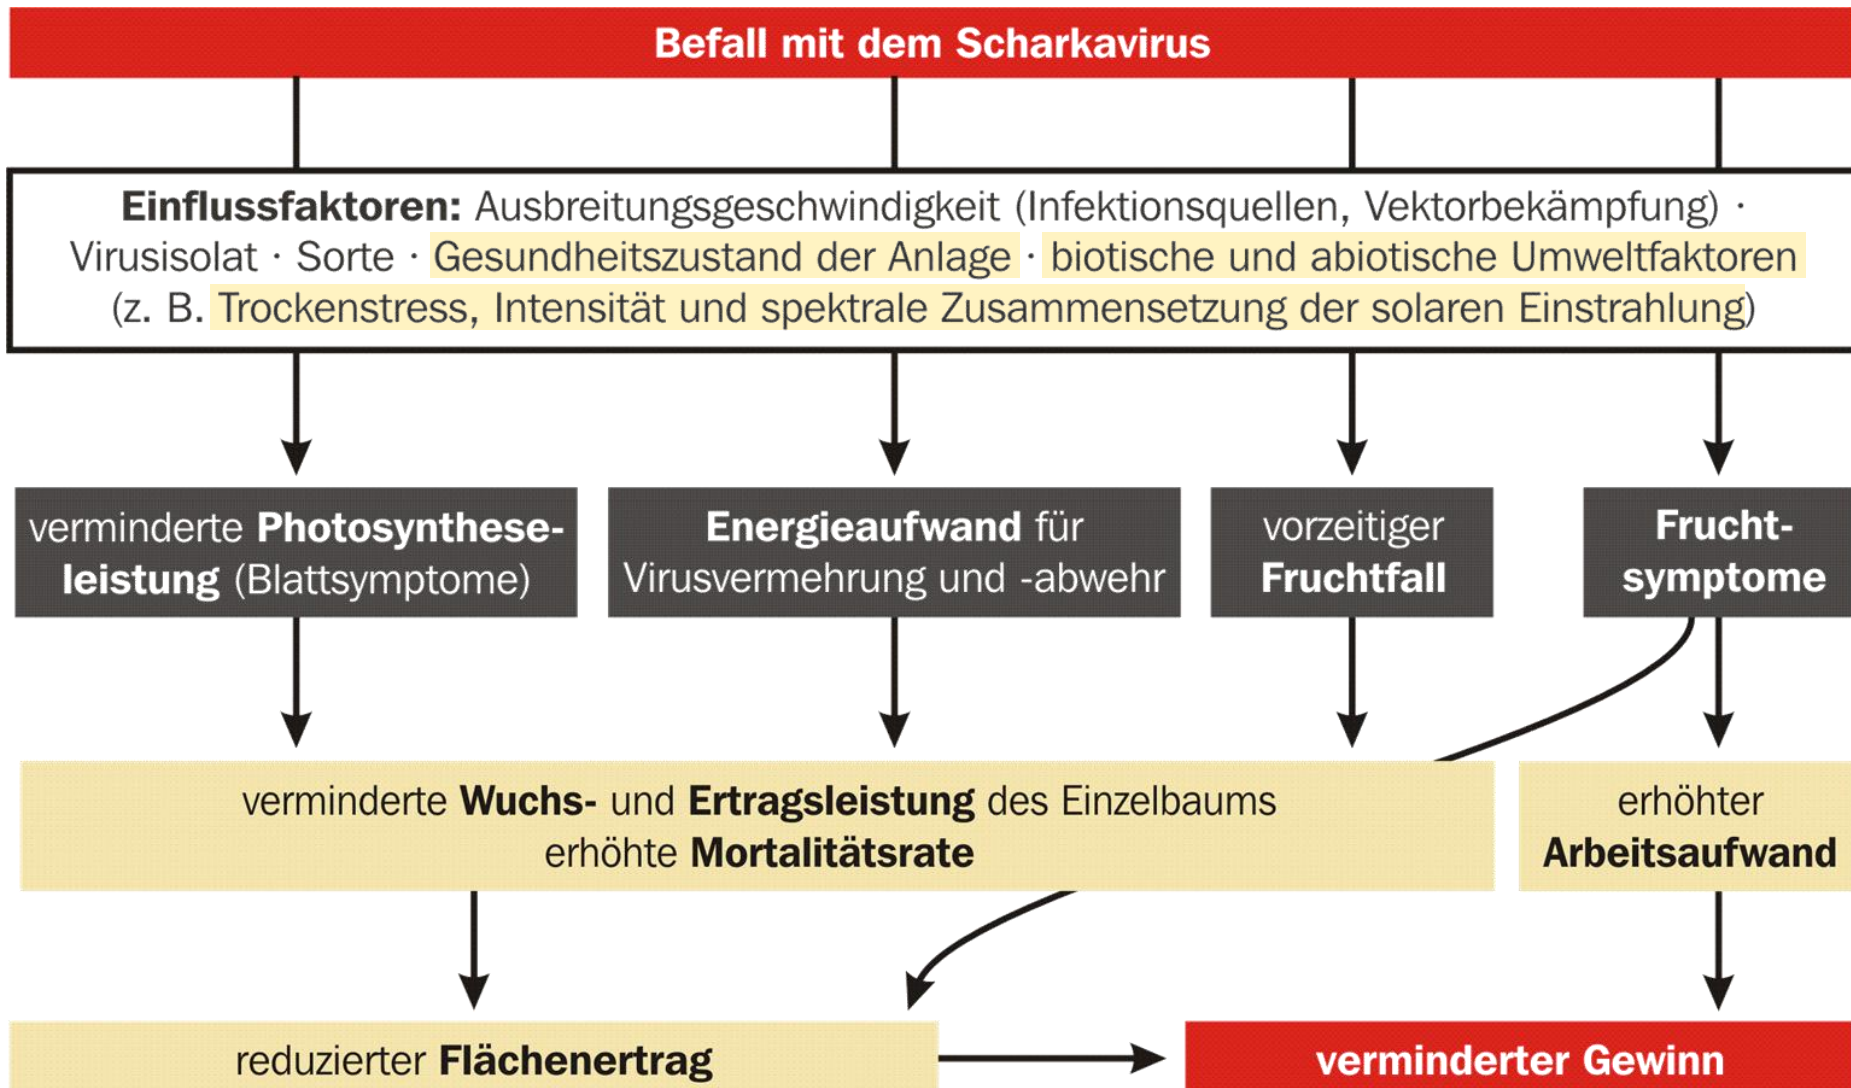 Befall mit dem Scharkavirus
Einflussfaktoren: Ausbreitungsgeschwindigkeit (Infektionsquellen, Vektorbekämpfung) ·
Virusisolat · Sorte · Gesundheitszustand der Anlage · biotische und abiotische Umweltfaktoren
(z. B. Trockenstress, Intensität und spektrale Zusammensetzung der solaren Einstrahlung)
verminderte Photosynthese-
leistung (Blattsymptome)
Energieaufwand für
Virusvermehrung und -abwehr
vorzeitiger
Fruchtfall
Frucht-
symptome
verminderte Wuchs- und Ertragsleistung des Einzelbaums
erhöhte Mortalitätsrate
erhöhter
Arbeitsaufwand
reduzierter Flächenertrag
verminderter Gewinn